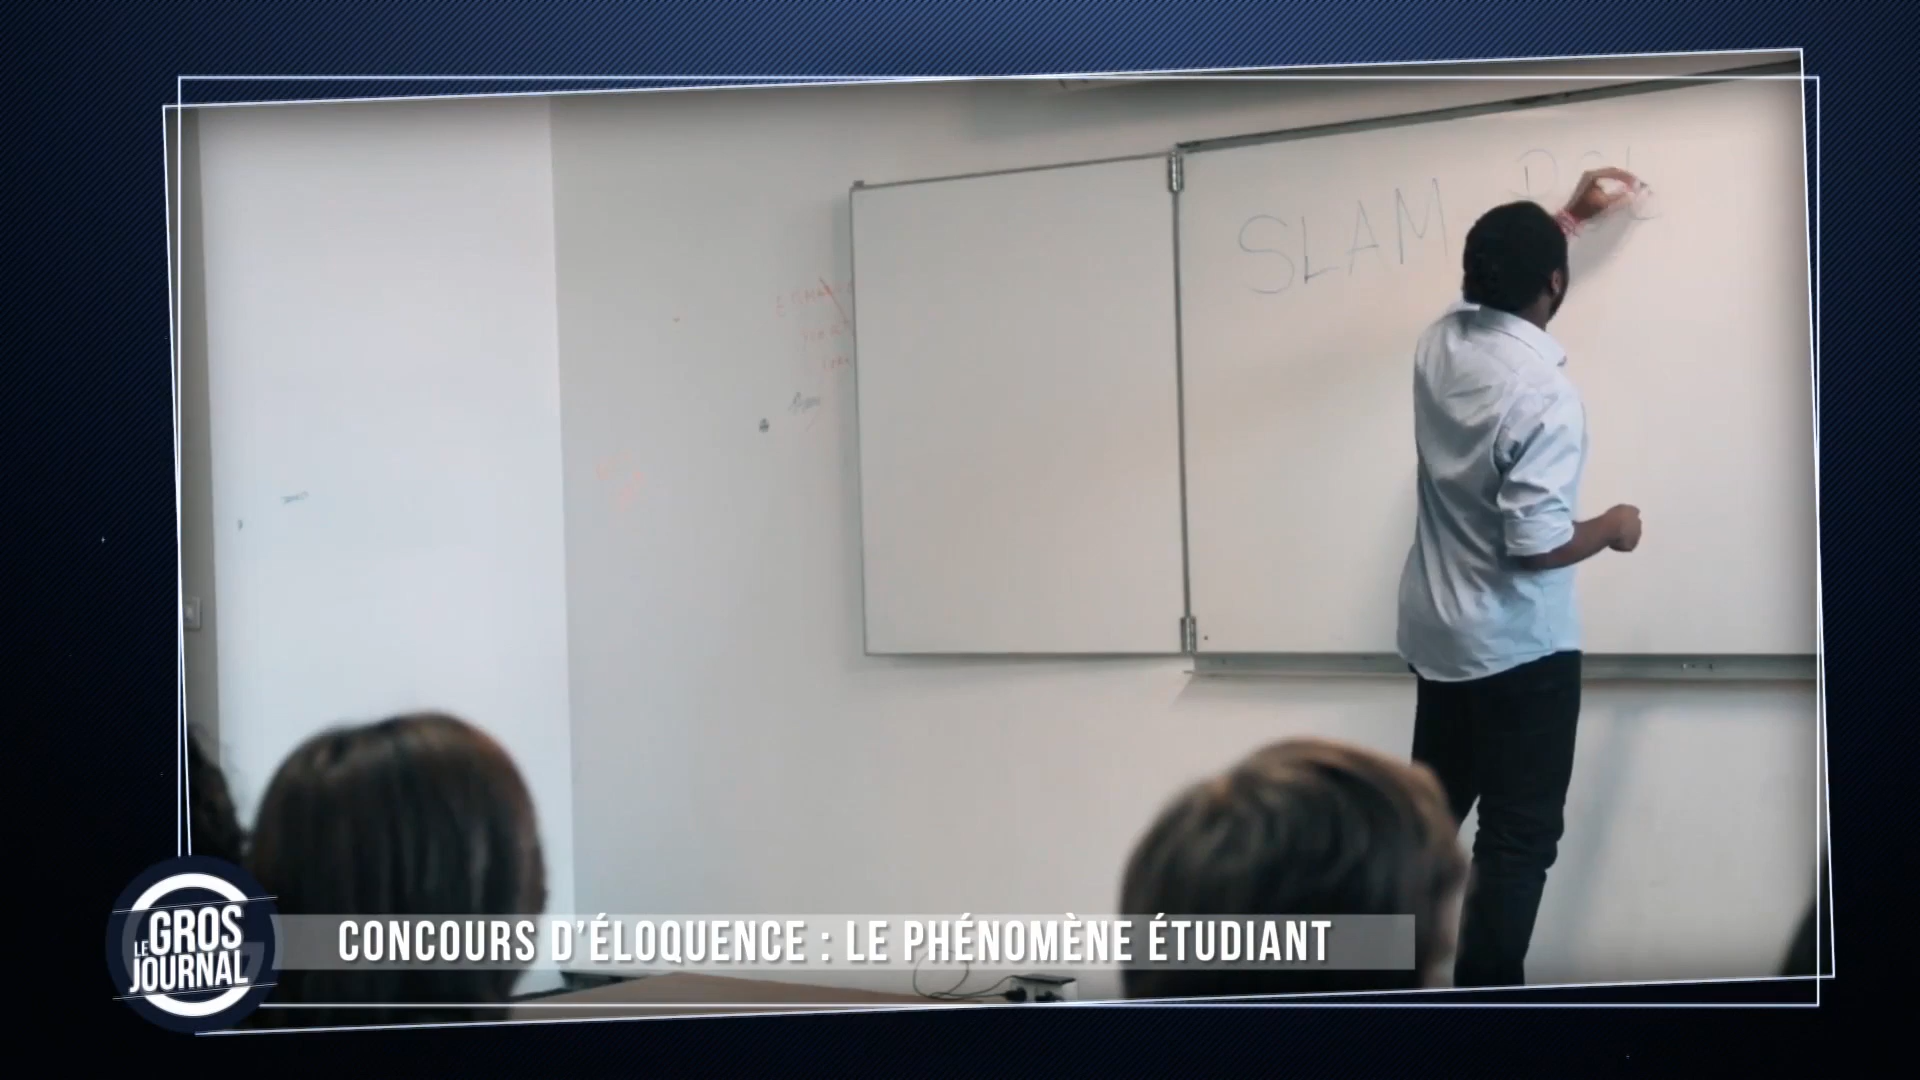 SLAM
LE GROS
JOURNAL
CONCOURS D'ÉLOQUENCE : LE PHÉNOMÈNE ÉTUDIANT